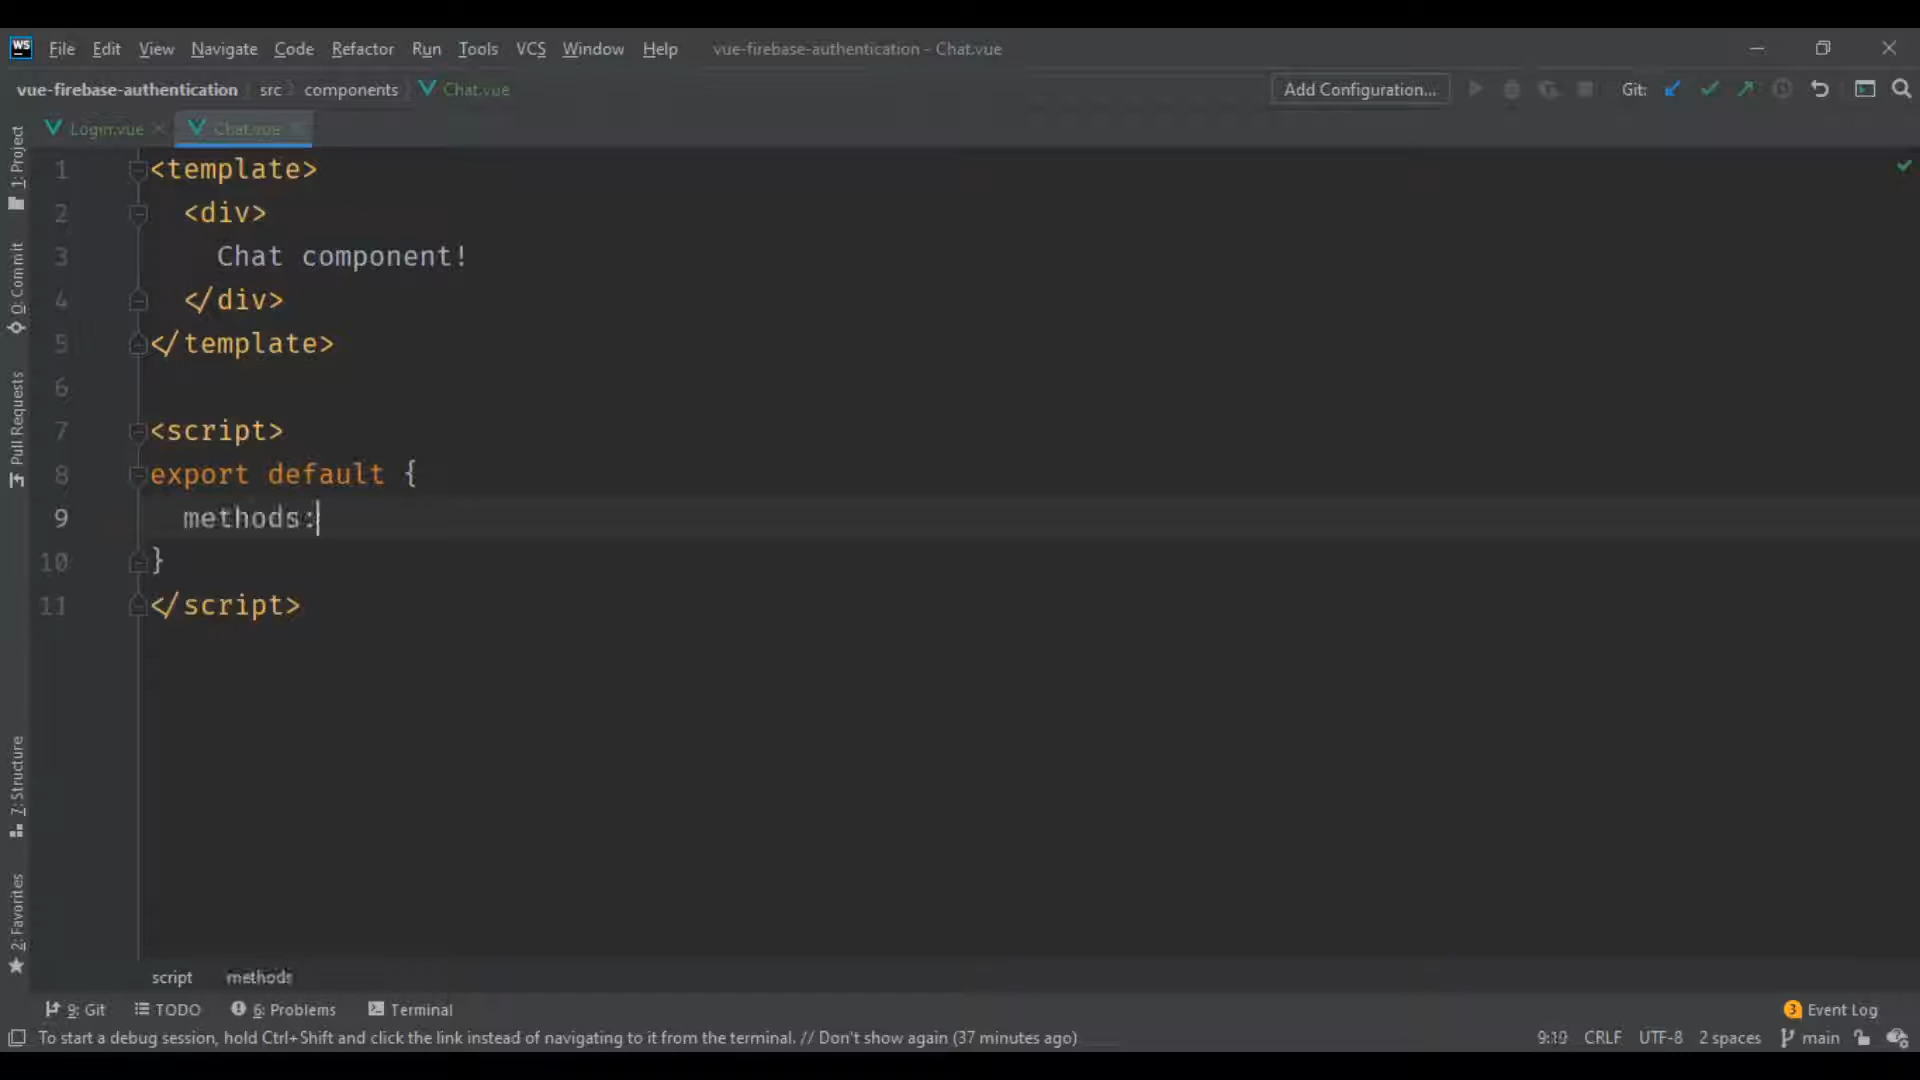 WS File Edit View Navigate Code Refactor Run Tools VCS Window Help vue-firebase-authentication - Chat.vue
vue-firebase-authentication src components Chat.vue Add Configuration... Git:
Login.vue Chat.vue
1: Project
0: Commit
Pull Requests
7: Structure
2: Favorites
1 <template>
2 <div>
3 Chat component!
4 </div>
5 </template>
6
7 <script>
8 export default {
9 methods:
10 }
11 </script>
script methods
9: Git TODO 6: Problems Terminal 3 Event Log
To start a debug session, hold Ctrl+Shift and click the link instead of navigating to it from the terminal. // Don't show again (37 minutes ago) CRLF UTF-8 2 spaces main